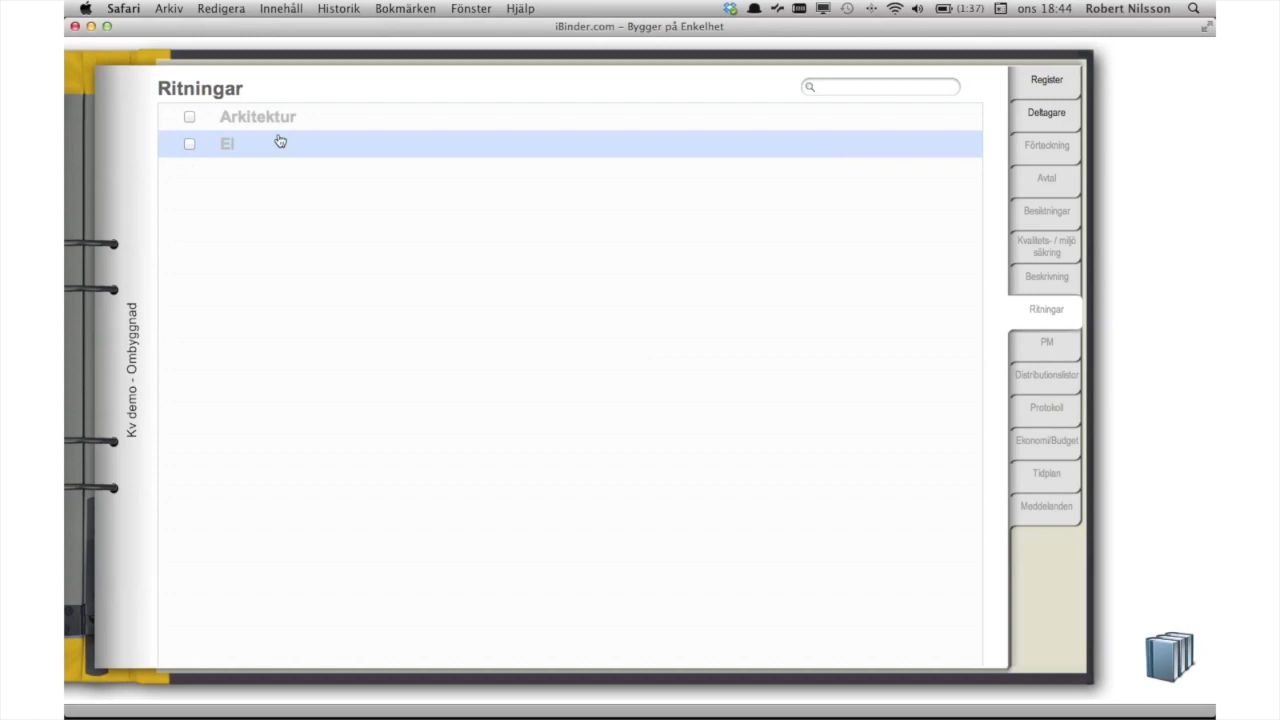 Safari Arkiv Redigera Innehåll Historik Bokmärken Fönster Hjälp (1:37) ons 18:44 Robert Nilsson
iBinder.com – Bygger på Enkelhet
Ritningar
Arkitektur
El
Kv demo - Ombyggnad
Register
Deltagare
Förteckning
Avtal
Besiktningar
Kvalitets- / miljö
säkring
Beskrivning
Ritningar
PM
Distributionslistor
Protokoll
Ekonomi/Budget
Tidplan
Meddelanden